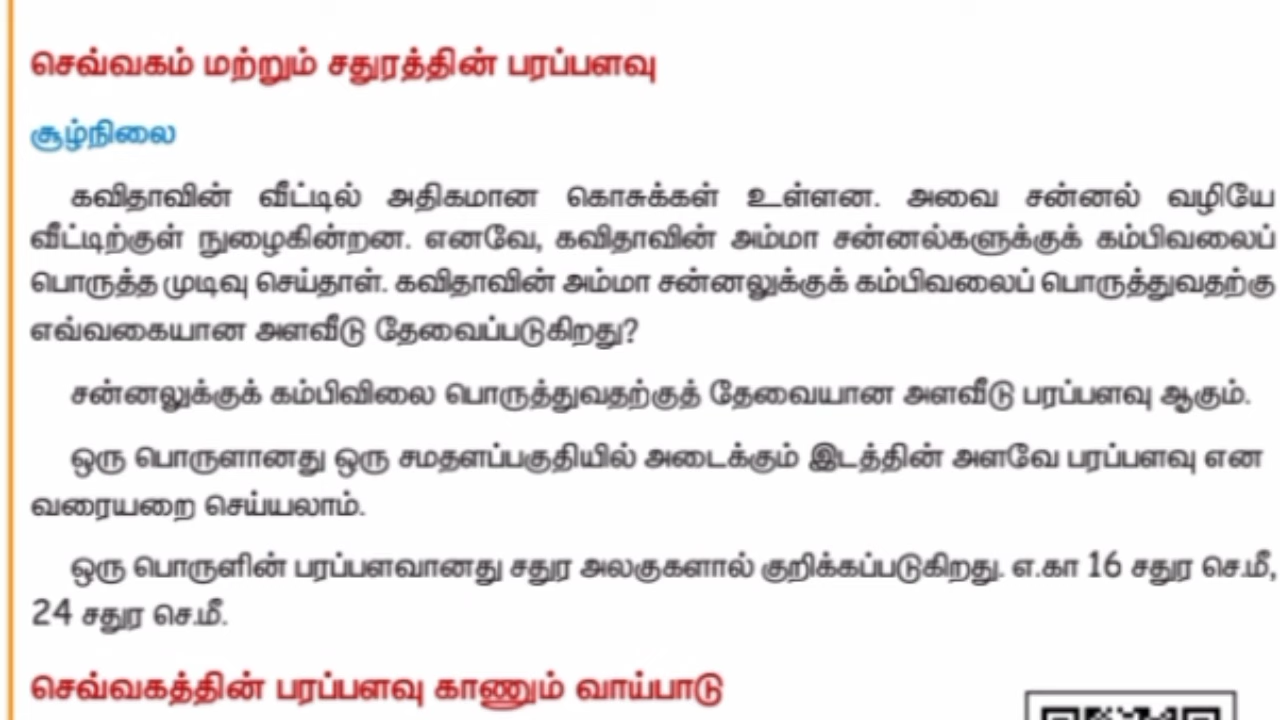 செவ்வகம் மற்றும் சதுரத்தின் பரப்பளவு
சூழ்நிலை
கவிதாவின் வீட்டில் அதிகமான கொசுக்கள் உள்ளன. அவை சன்னல் வழியே
வீட்டிற்குள் நுழைகின்றன. எனவே, கவிதாவின் அம்மா சன்னல்களுக்குக் கம்பிவலைப்
பொருத்த முடிவு செய்தாள். கவிதாவின் அம்மா சன்னலுக்குக் கம்பிவலைப் பொருத்துவதற்கு
எவ்வகையான அளவீடு தேவைப்படுகிறது?
சன்னலுக்குக் கம்பிவிலை பொருத்துவதற்குத் தேவையான அளவீடு பரப்பளவு ஆகும்.
ஒரு பொருளானது ஒரு சமதளப்பகுதியில் அடைக்கும் இடத்தின் அளவே பரப்பளவு என
வரையறை செய்யலாம்.
ஒரு பொருளின் பரப்பளவானது சதுர அலகுகளால் குறிக்கப்படுகிறது. எ.கா 16 சதுர செ.மீ,
24 சதுர செ.மீ.
செவ்வகத்தின் பரப்பளவு காணும் வாய்பாடு